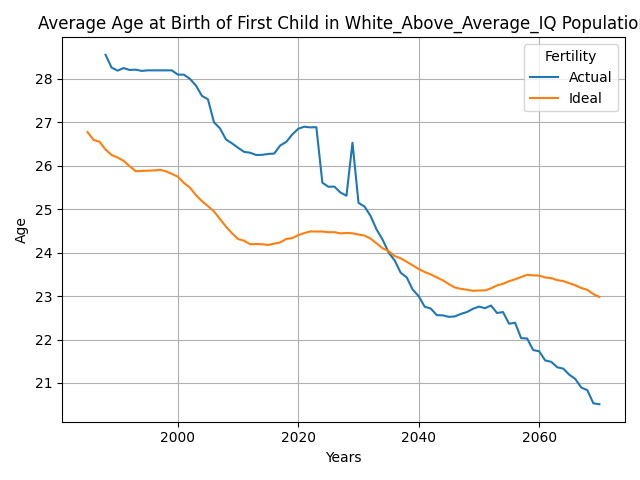 Average Age at Birth of First Child in White_Above_Average_IQ Population
Fertility
Actual
Ideal
28
27
26
25
24
23
22
21
Age
2000 2020 2040 2060
Years